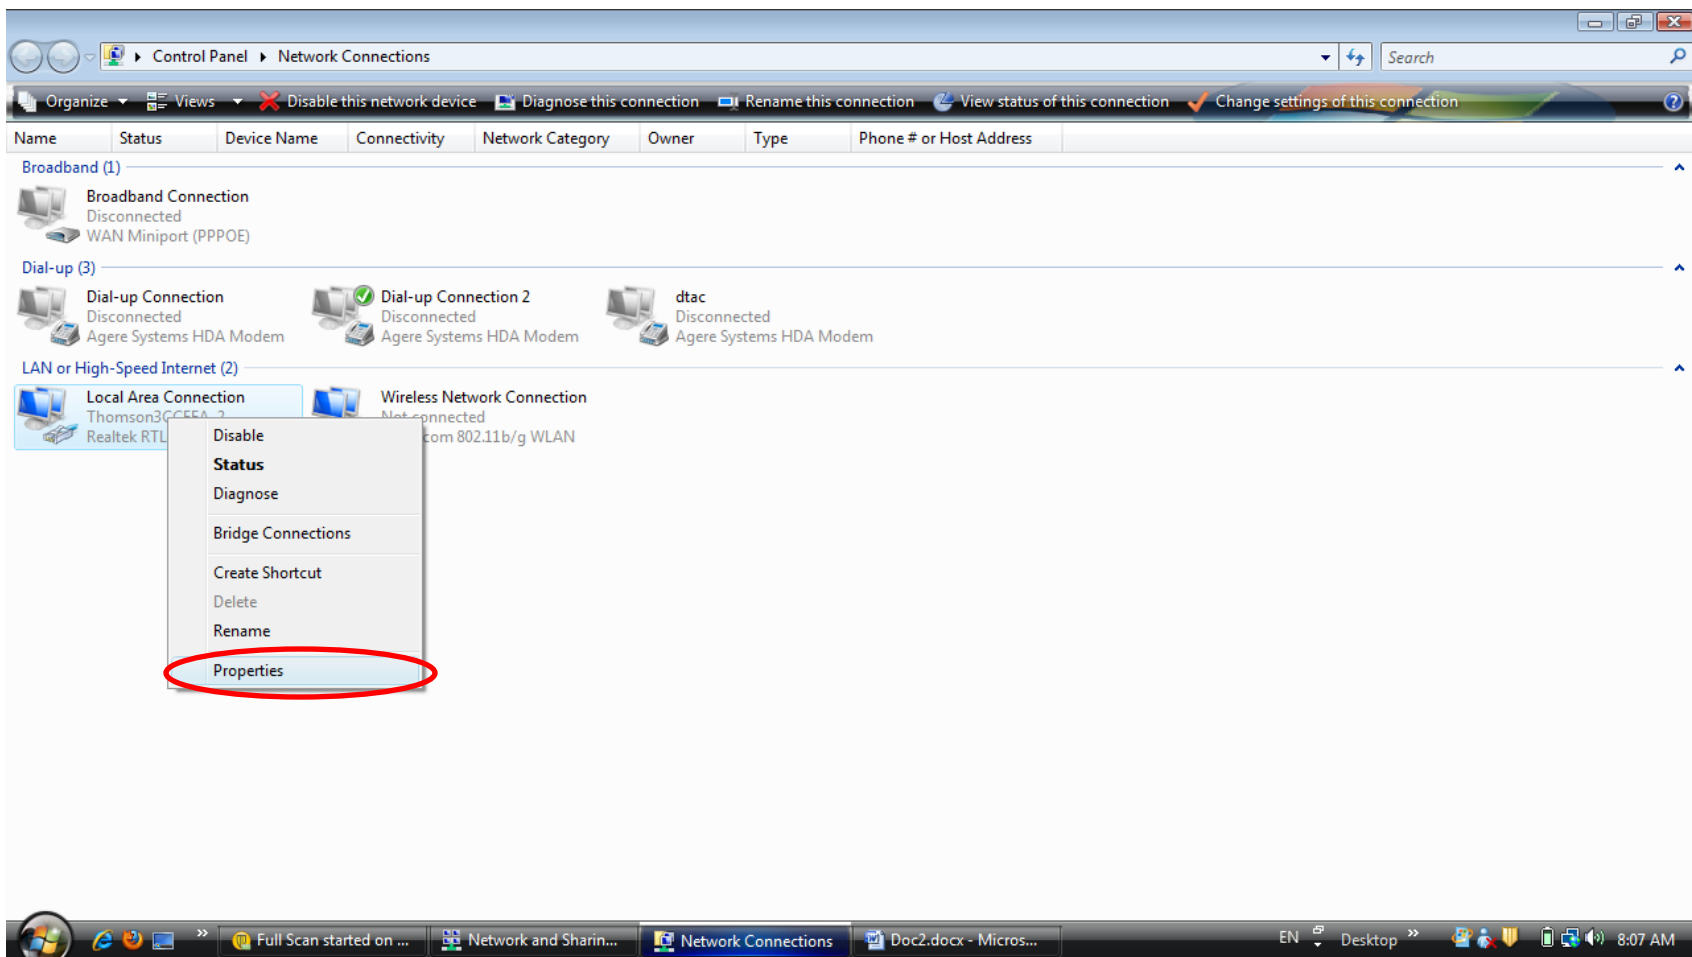 Control Panel Network Connections Search
Organize Views Disable this network device Diagnose this connection Rename this connection View status of this connection Change settings of this connection
Name Status Device Name Connectivity Network Category Owner Type Phone # or Host Address
Broadband (1)
Broadband Connection
Disconnected
WAN Miniport (PPPOE)
Dial-up (3)
Dial-up Connection Dial-up Connection 2 dtac
Disconnected Disconnected Disconnected
Agere Systems HDA Modem Agere Systems HDA Modem Agere Systems HDA Modem
LAN or High-Speed Internet (2)
Local Area Connection Wireless Network Connection
Not connected
Realtek RTL 802.11b/g WLAN
Disable
Status
Diagnose
Bridge Connections
Create Shortcut
Delete
Rename
Properties
Full Scan started on ... Network and Sharin... Network Connections Doc2.docx - Micros... EN Desktop 8:07 AM